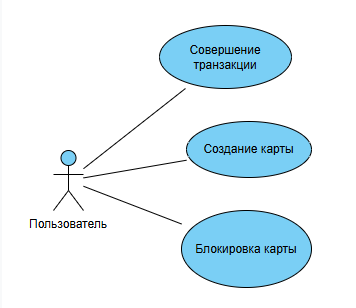 Совершение
транзакции
Создание карты
Пользователь
Блокировка карты